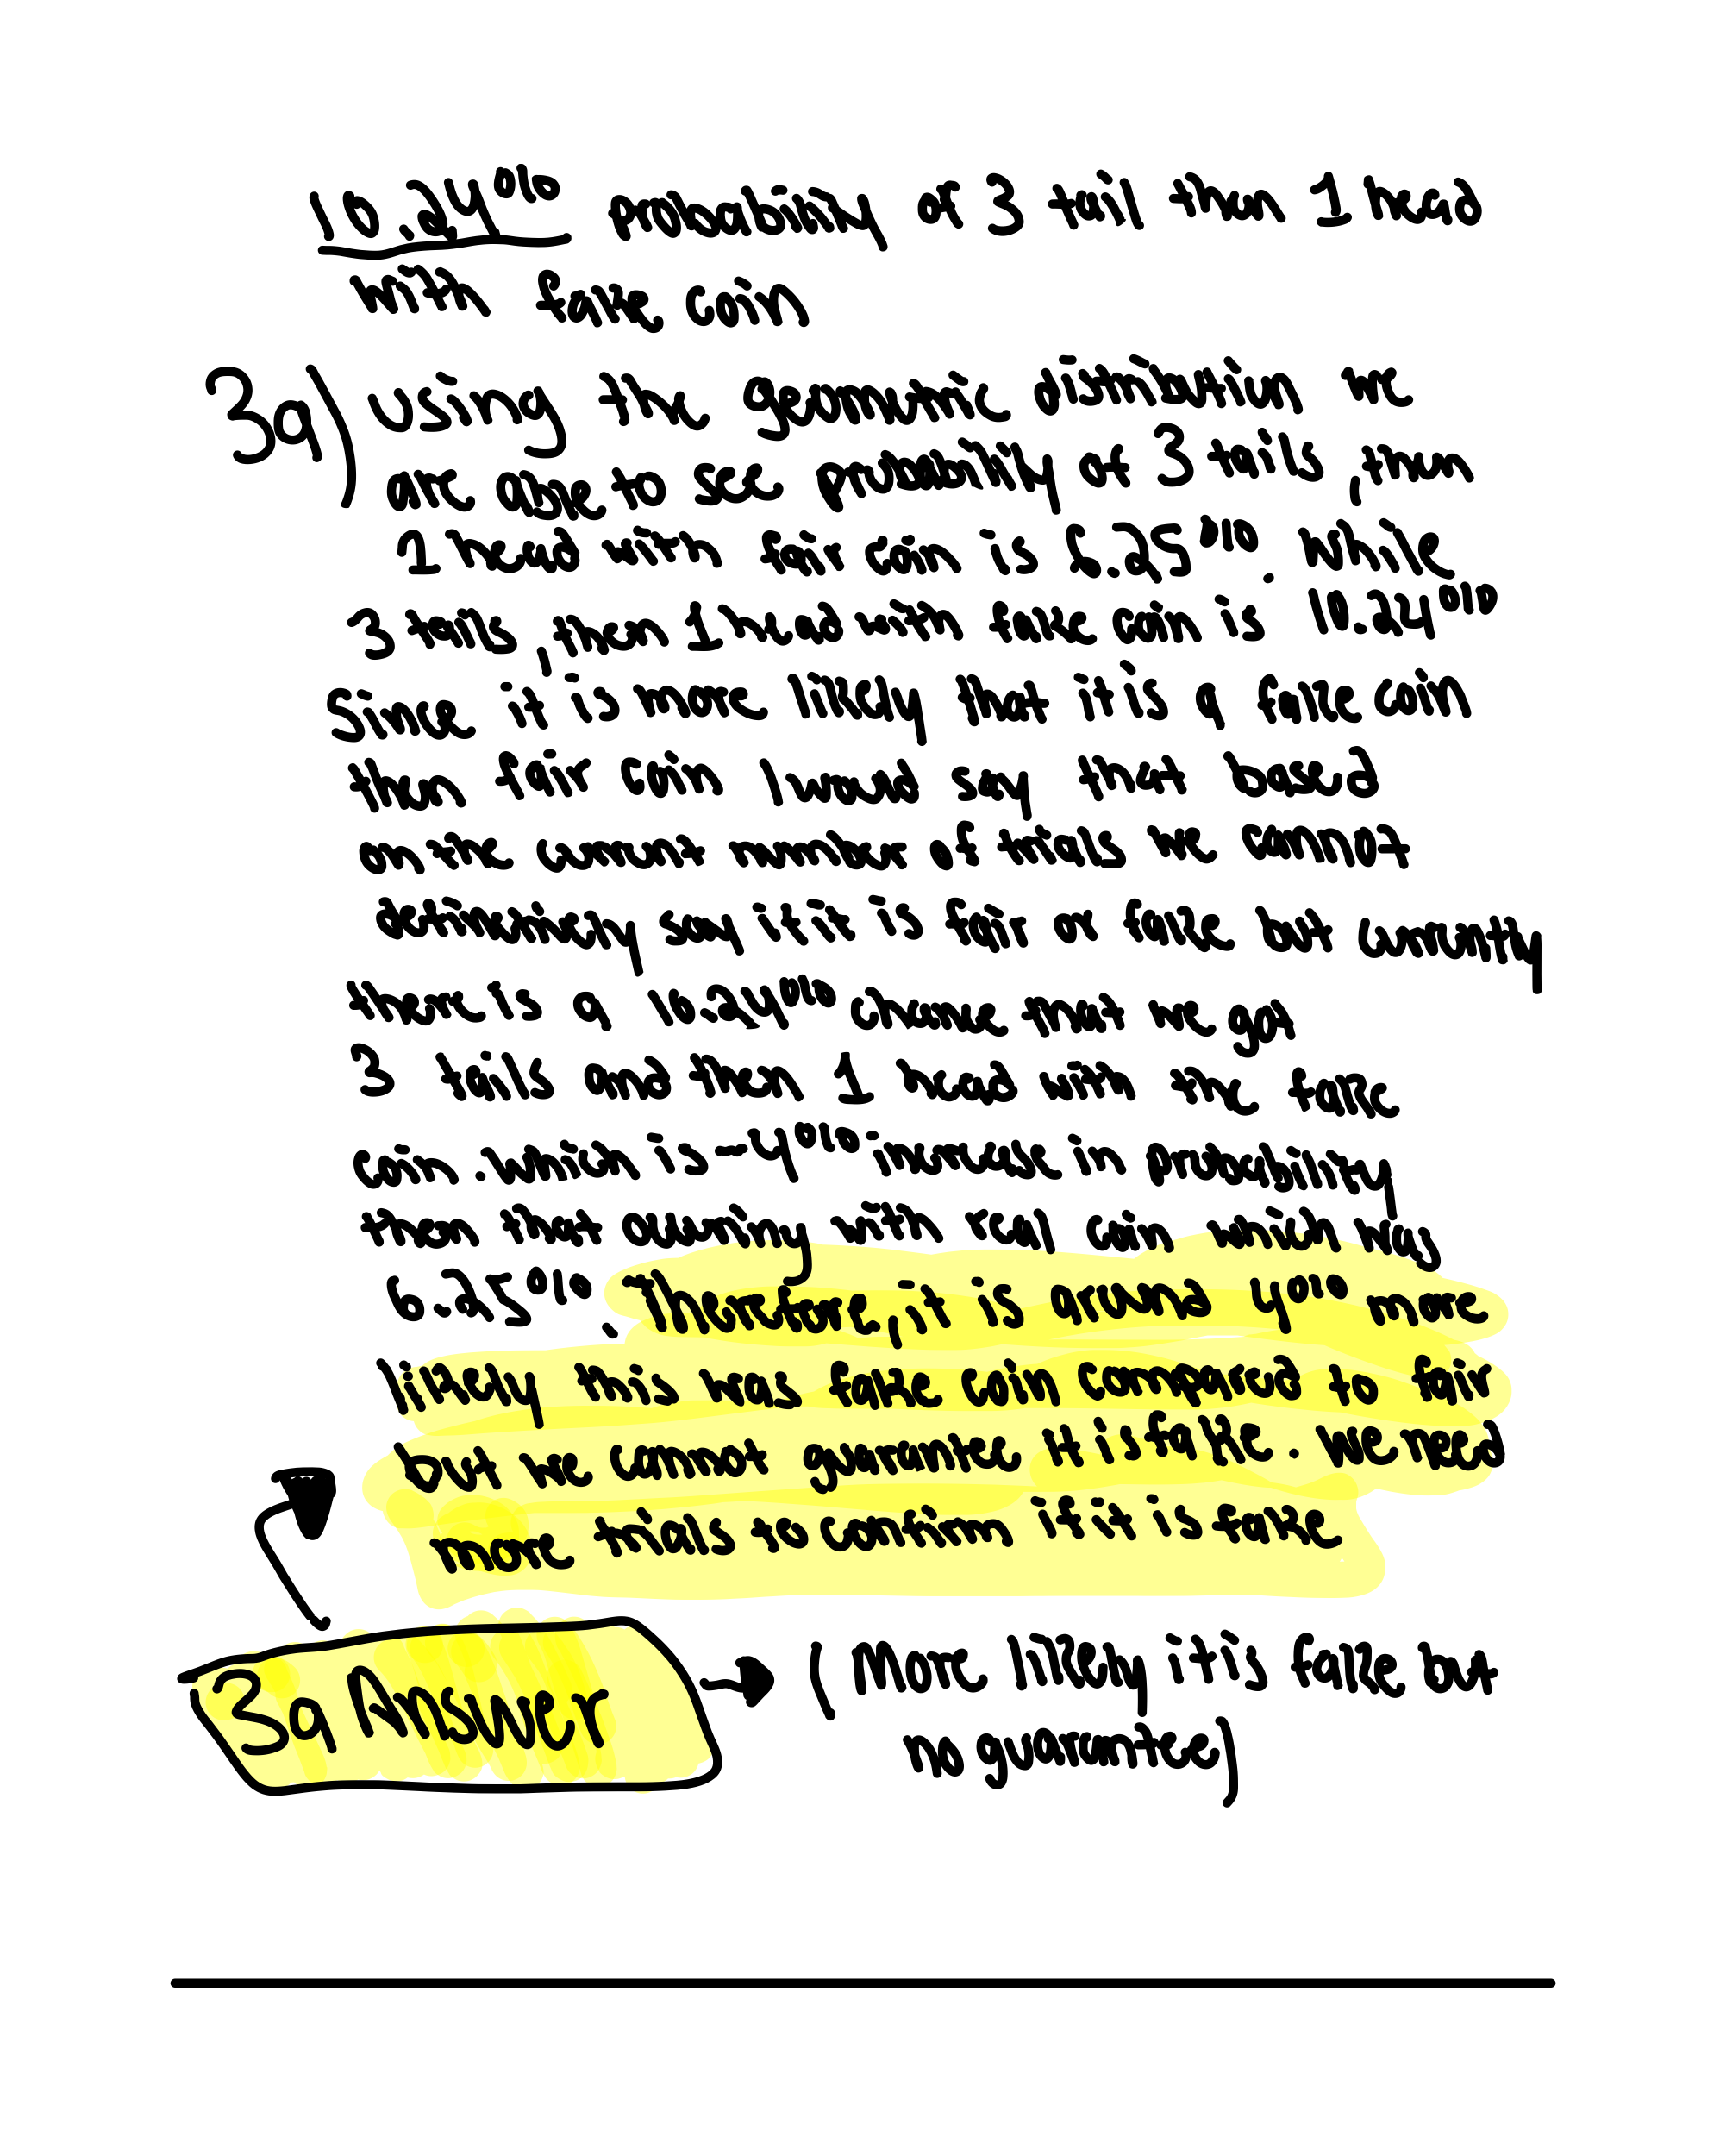 10.24% probability of 3 tail then 1 head
with fake coin
3a) Using the geometric distribution we
are able to see probability of 3 tails, then
1 head with fair coin is 6.25%. While
3 tails, then 1 head with fake coin is 10.24%
Since it is more likely that it is a fake coin
then fair coin I would say that based
on the current number of trials we cannot
definitively say if it is fair or fake but currently
there is a 10.24% chance that we got
3 tails and then 1 head with the fake
coin. Which is ~4% increase in probability
then that occuring with real coin which was
6.25%. Therefore, it is around 4% more
likely this was fake coin compared to fair
but we cannot guarantee it is fake. We need
more trials to confirm if it is fake
3a Answer → (More likely it is fake but
no guarantee)